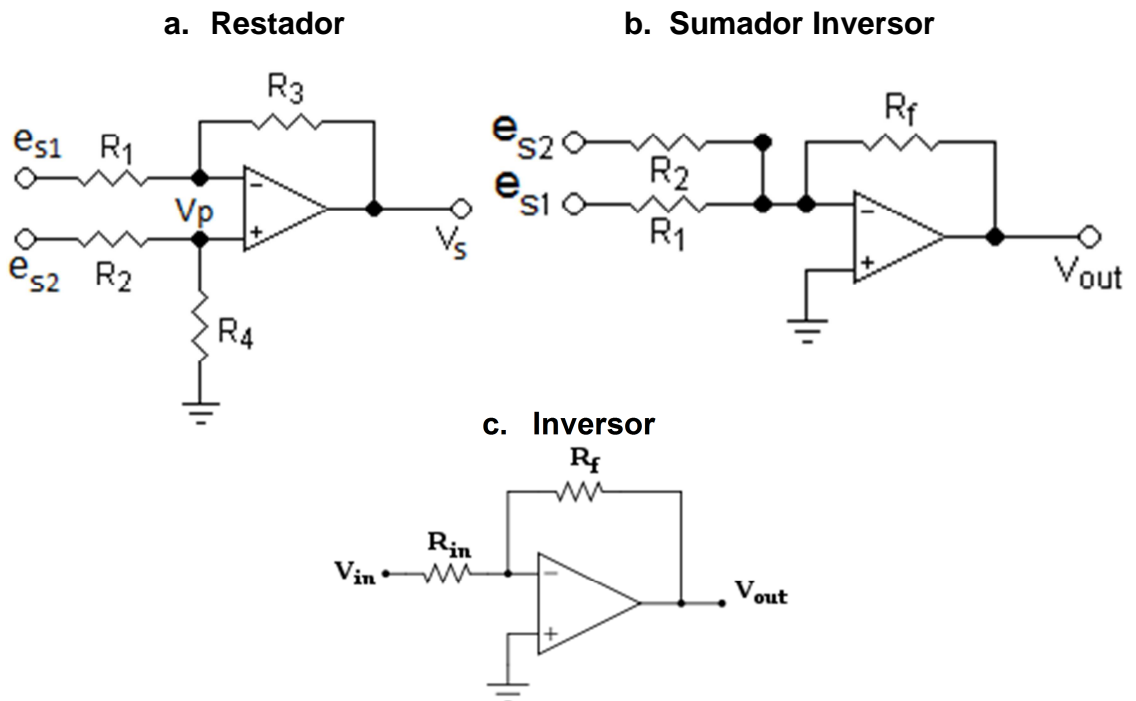 a. Restador
b. Sumador Inversor
R3
es1
R1
-
Vp
+
Vs
es2
R2
R4
Rf
es2
R2
es1
R1
-
+
Vout
c. Inversor
Rf
Rin
Vin
-
Vout
+